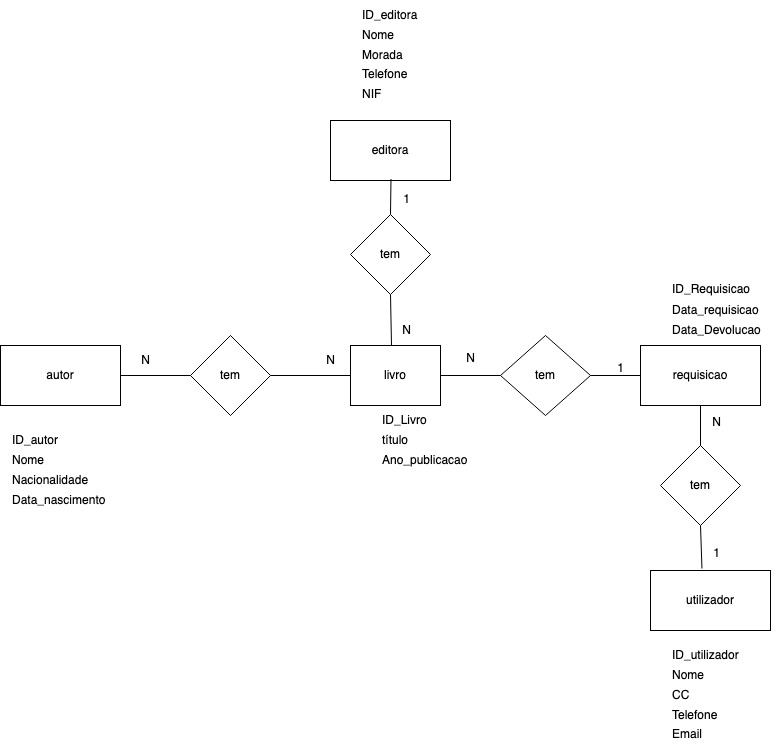 ID_editora
Nome
Morada
Telefone
NIF
editora
1
tem
N
ID_Requisicao
Data_requisicao
Data_Devolucao
autor
N
tem
N
livro
N
tem
1
requisicao
ID_Livro
título
Ano_publicacao
N
ID_autor
Nome
Nacionalidade
Data_nascimento
tem
1
utilizador
ID_utilizador
Nome
CC
Telefone
Email